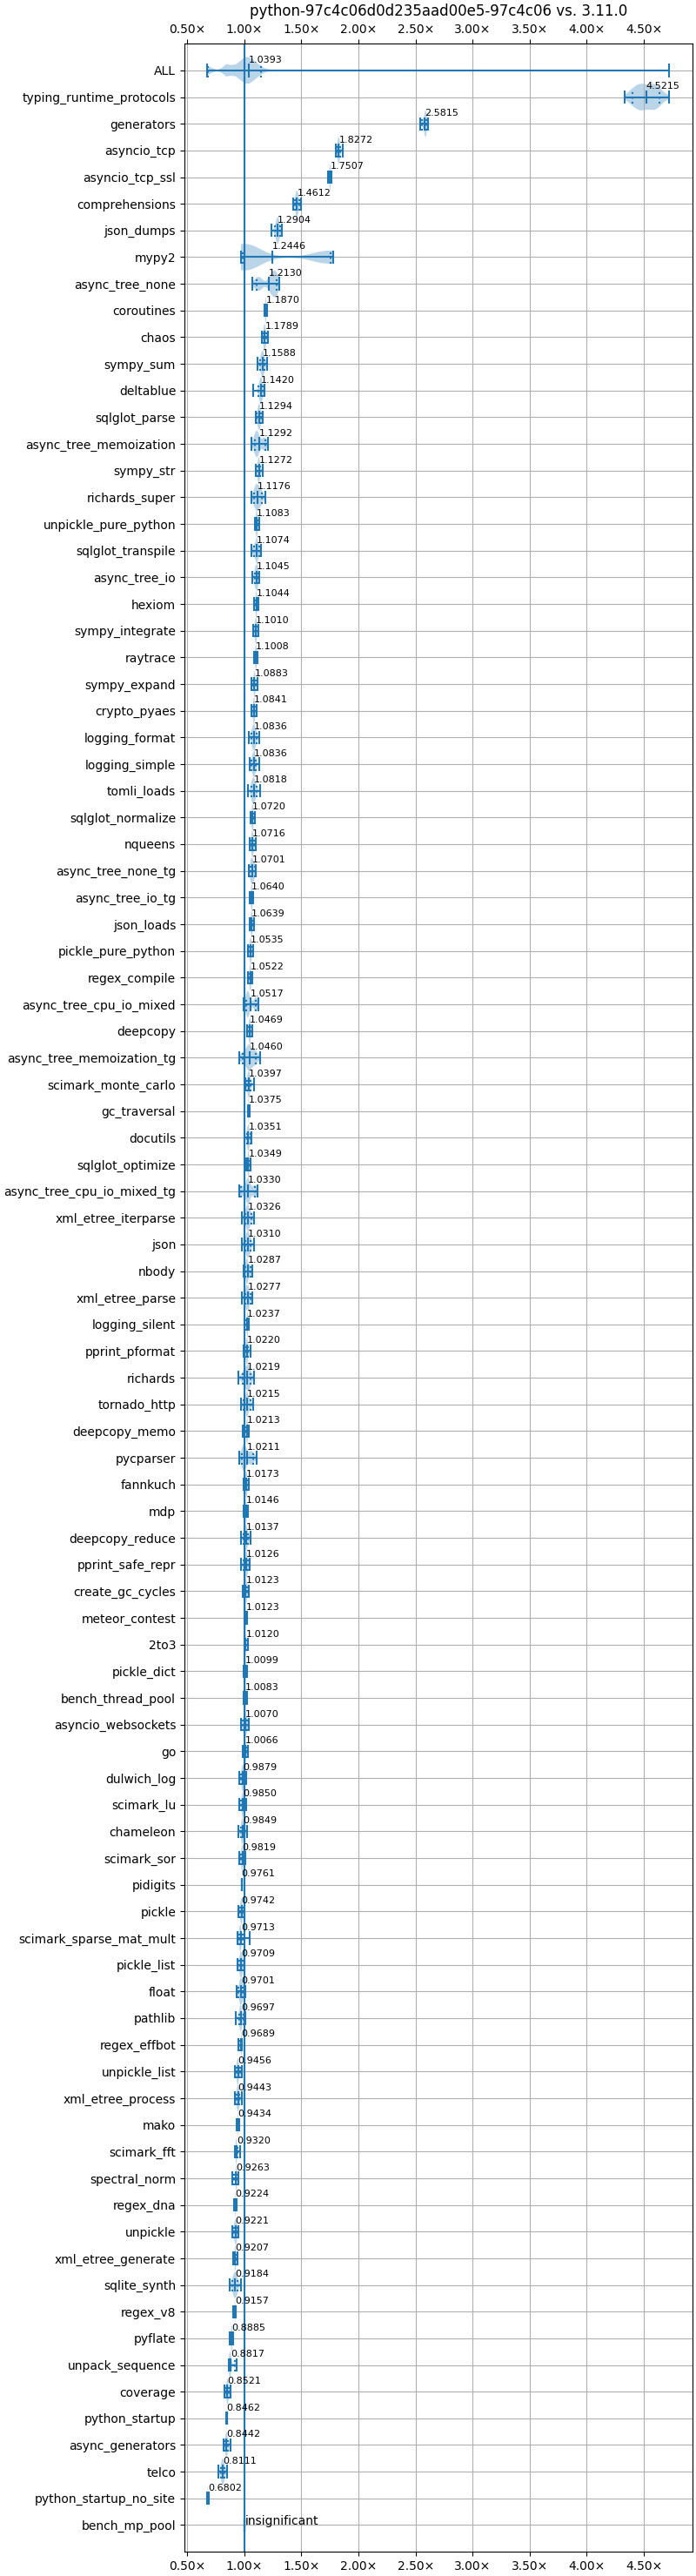 python-97c4c06d0d235aad00e5-97c4c06 vs. 3.11.0
0.50× 1.00× 1.50× 2.00× 2.50× 3.00× 3.50× 4.00× 4.50×
ALL 1.0393
typing_runtime_protocols 4.5215
generators 2.5815
asyncio_tcp 1.8272
asyncio_tcp_ssl 1.7507
comprehensions 1.4612
json_dumps 1.2904
mypy2 1.2446
async_tree_none 1.2130
coroutines 1.1870
chaos 1.1789
sympy_sum 1.1588
deltablue 1.1420
sqlglot_parse 1.1294
async_tree_memoization 1.1292
sympy_str 1.1272
richards_super 1.1176
unpickle_pure_python 1.1083
sqlglot_transpile 1.1074
async_tree_io 1.1045
hexiom 1.1044
sympy_integrate 1.1010
raytrace 1.1008
sympy_expand 1.0883
crypto_pyaes 1.0841
logging_format 1.0836
logging_simple 1.0836
tomli_loads 1.0818
sqlglot_normalize 1.0720
nqueens 1.0716
async_tree_none_tg 1.0701
async_tree_io_tg 1.0640
json_loads 1.0639
pickle_pure_python 1.0535
regex_compile 1.0522
async_tree_cpu_io_mixed 1.0517
deepcopy 1.0469
async_tree_memoization_tg 1.0460
scimark_monte_carlo 1.0397
gc_traversal 1.0375
docutils 1.0351
sqlglot_optimize 1.0349
async_tree_cpu_io_mixed_tg 1.0330
xml_etree_iterparse 1.0326
json 1.0310
nbody 1.0287
xml_etree_parse 1.0277
logging_silent 1.0237
pprint_pformat 1.0220
richards 1.0219
tornado_http 1.0215
deepcopy_memo 1.0213
pycparser 1.0211
fannkuch 1.0173
mdp 1.0146
deepcopy_reduce 1.0137
pprint_safe_repr 1.0126
create_gc_cycles 1.0123
meteor_contest 1.0123
2to3 1.0120
pickle_dict 1.0099
bench_thread_pool 1.0083
asyncio_websockets 1.0070
go 1.0066
dulwich_log 0.9879
scimark_lu 0.9850
chameleon 0.9849
scimark_sor 0.9819
pidigits 0.9761
pickle 0.9742
scimark_sparse_mat_mult 0.9713
pickle_list 0.9709
float 0.9701
pathlib 0.9697
regex_effbot 0.9689
unpickle_list 0.9456
xml_etree_process 0.9443
mako 0.9434
scimark_fft 0.9320
spectral_norm 0.9263
regex_dna 0.9224
unpickle 0.9221
xml_etree_generate 0.9207
sqlite_synth 0.9184
regex_v8 0.9157
pyflate 0.8885
unpack_sequence 0.8817
coverage 0.8521
python_startup 0.8462
async_generators 0.8442
telco 0.8111
python_startup_no_site 0.6802
bench_mp_pool insignificant
0.50× 1.00× 1.50× 2.00× 2.50× 3.00× 3.50× 4.00× 4.50×